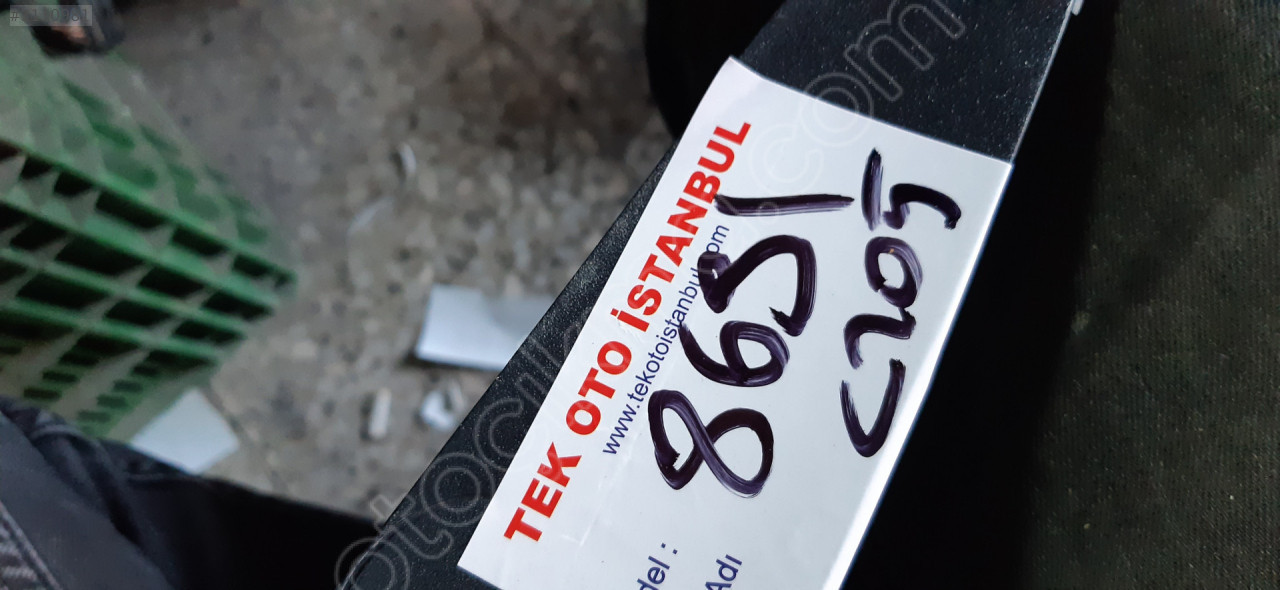 TEK OTO İSTANBUL
www.tekotoistanbul.com
8651
C205
del :
Adı